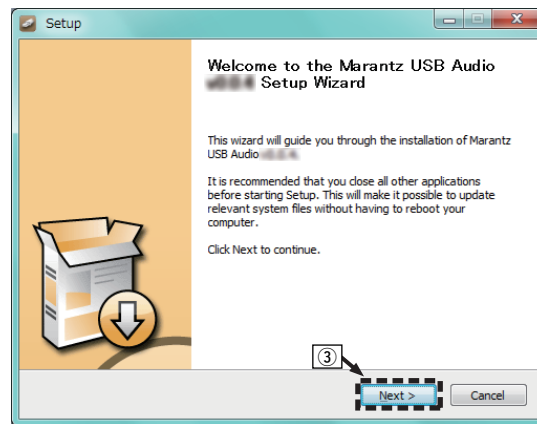 Setup
Welcome to the Marantz USB Audio
Setup Wizard
This wizard will guide you through the installation of Marantz
USB Audio
It is recommended that you close all other applications
before starting Setup. This will make it possible to update
relevant system files without having to reboot your
computer.
Click Next to continue.
③
Next >
Cancel